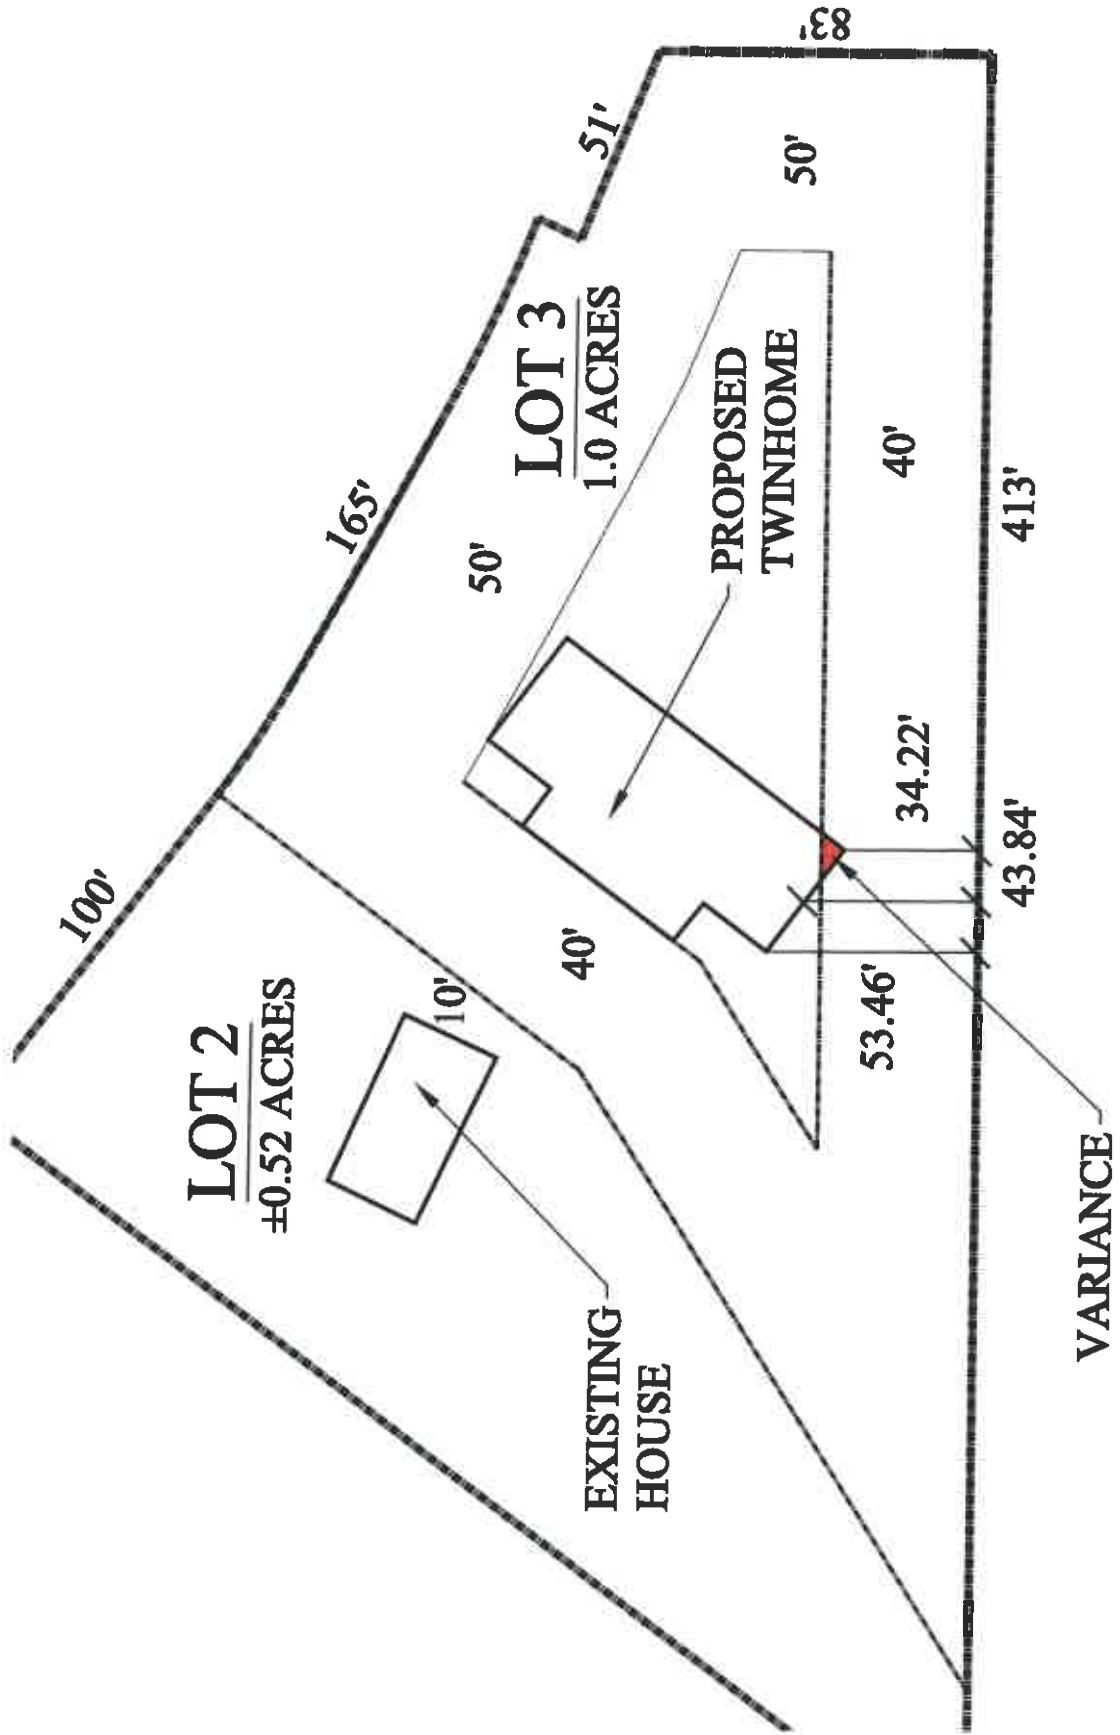 LOT 2
±0.52 ACRES
EXISTING
HOUSE
100'
10'
165'
51'
83'
LOT 3
1.0 ACRES
50'
50'
40'
40'
PROPOSED
TWINHOME
34.22'
43.84'
53.46'
413'
VARIANCE